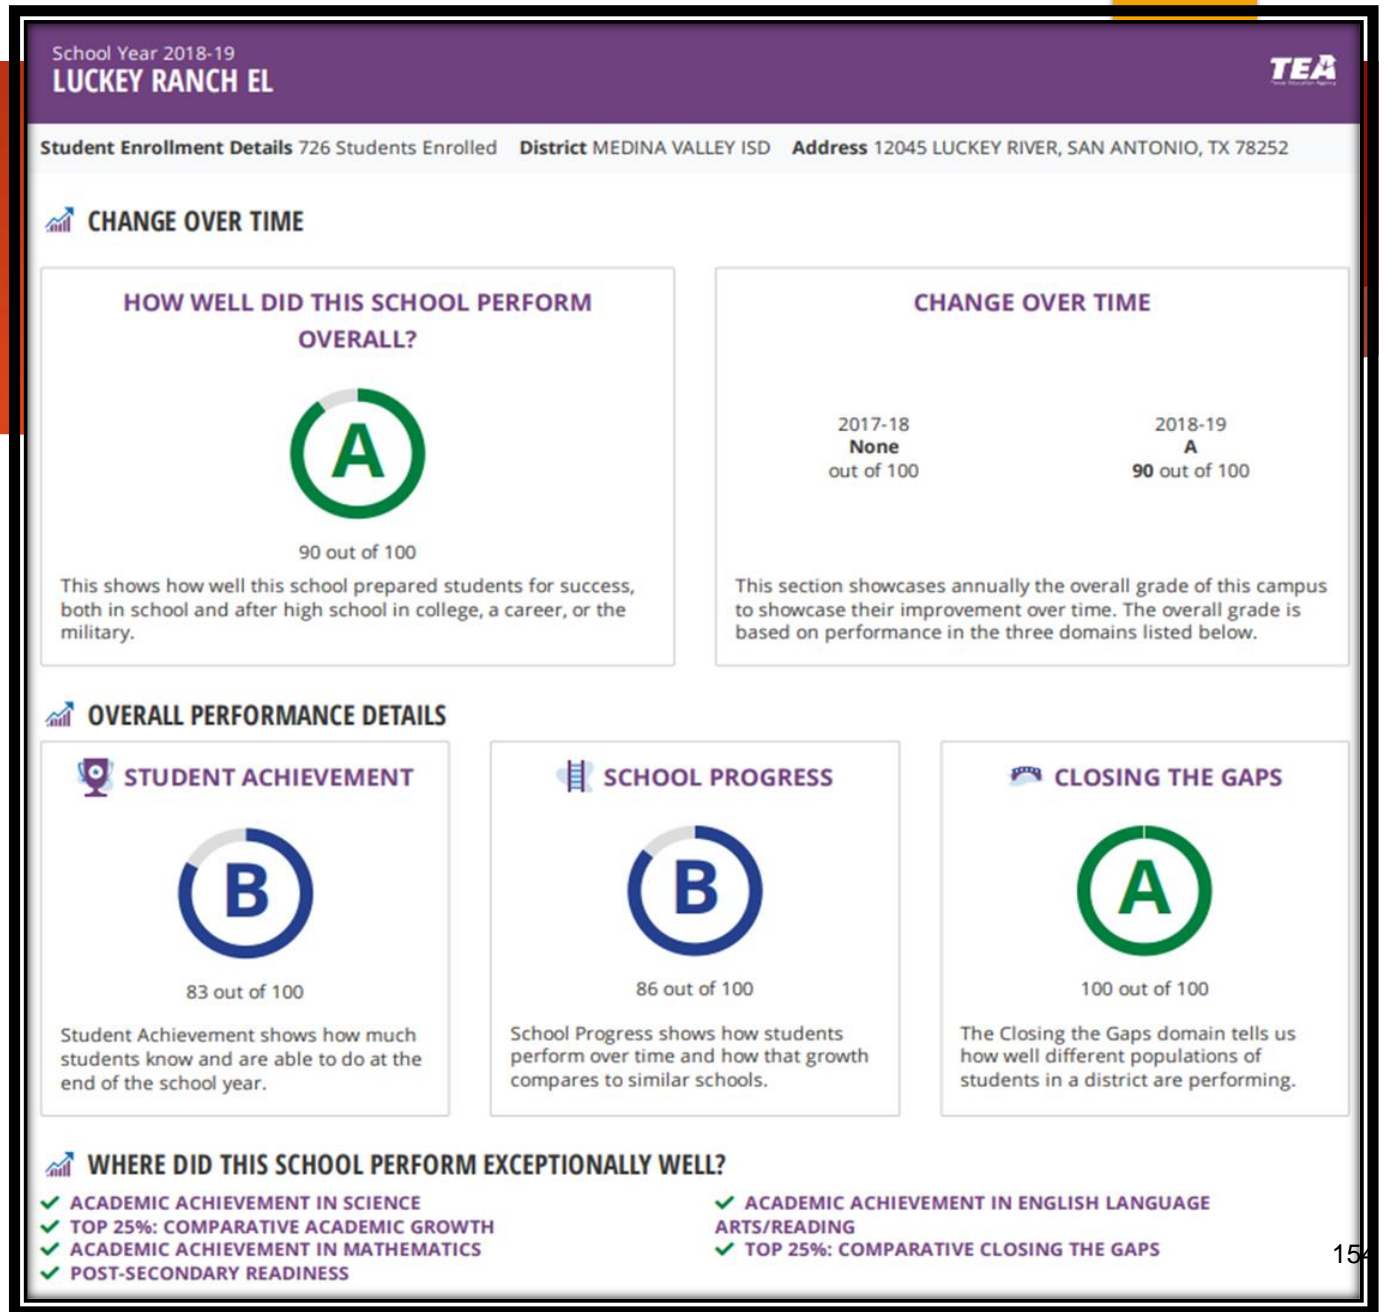 School Year 2018-19
LUCKEY RANCH EL
TEA
Student Enrollment Details 726 Students Enrolled District MEDINA VALLEY ISD Address 12045 LUCKEY RIVER, SAN ANTONIO, TX 78252
CHANGE OVER TIME
HOW WELL DID THIS SCHOOL PERFORM
OVERALL?
A
90 out of 100
This shows how well this school prepared students for success,
both in school and after high school in college, a career, or the
military.
CHANGE OVER TIME
2017-18
None
out of 100
2018-19
A
90 out of 100
This section showcases annually the overall grade of this campus
to showcase their improvement over time. The overall grade is
based on performance in the three domains listed below.
OVERALL PERFORMANCE DETAILS
STUDENT ACHIEVEMENT
B
83 out of 100
Student Achievement shows how much
students know and are able to do at the
end of the school year.
SCHOOL PROGRESS
B
86 out of 100
School Progress shows how students
perform over time and how that growth
compares to similar schools.
CLOSING THE GAPS
A
100 out of 100
The Closing the Gaps domain tells us
how well different populations of
students in a district are performing.
WHERE DID THIS SCHOOL PERFORM EXCEPTIONALLY WELL?
ACADEMIC ACHIEVEMENT IN SCIENCE
TOP 25%: COMPARATIVE ACADEMIC GROWTH
ACADEMIC ACHIEVEMENT IN MATHEMATICS
POST-SECONDARY READINESS
ACADEMIC ACHIEVEMENT IN ENGLISH LANGUAGE
ARTS/READING
TOP 25%: COMPARATIVE CLOSING THE GAPS
154